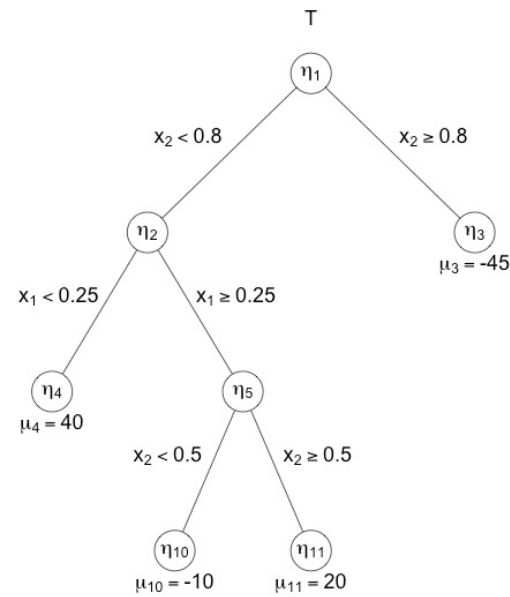 T
η₁
x₂ < 0.8
x₂ ≥ 0.8
η₂
η₃
μ₃ = -45
x₁ < 0.25
x₁ ≥ 0.25
η₄
μ₄ = 40
η₅
x₂ < 0.5
x₂ ≥ 0.5
η₁₀
η₁₁
μ₁₀ = -10
μ₁₁ = 20